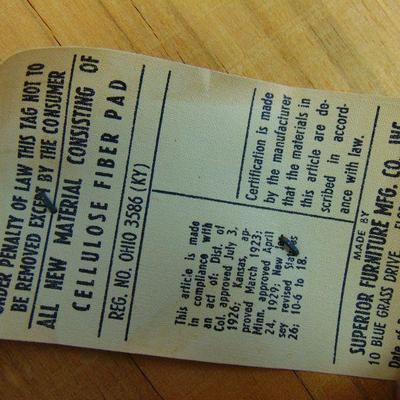 UNDER PENALTY OF LAW THIS TAG NOT TO
BE REMOVED EXCEPT BY THE CONSUMER
ALL NEW MATERIAL CONSISTING OF
CELLULOSE FIBER PAD
REG. NO. OHIO 3586 (KY)
This article is made
in compliance with
an act of: Dist. of
Col. approved July 3,
1926; Kansas, ap-
proved March 1923;
Minn. approved April
24, 1929; New Jer-
sey revised Statutes
26; 10-6 to 18.
Certification is made
by the manufacturer
that the materials in
this article are de-
scribed in accord-
ance with law.
MADE BY
SUPERIOR FURNITURE MFG. CO., INC.
10 BLUE GRASS DRIVE
Date of